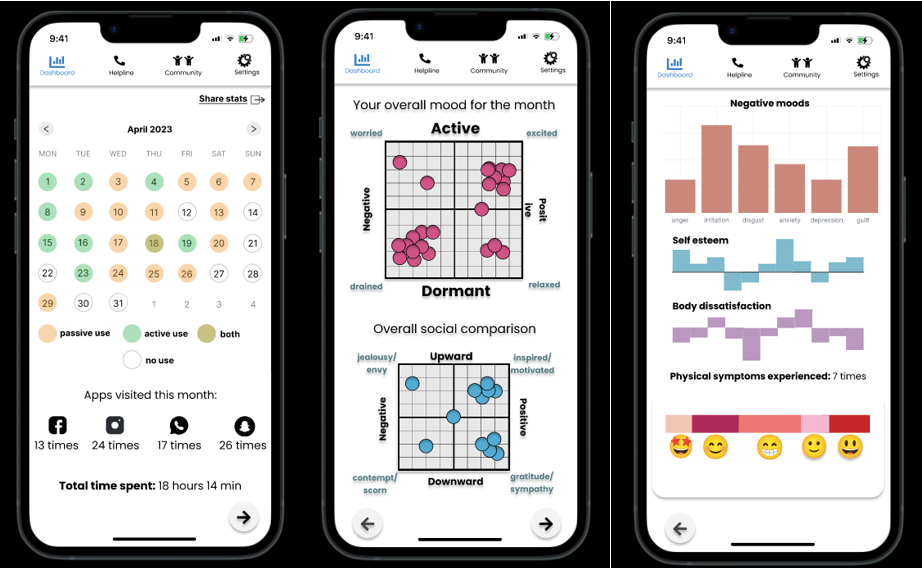 9:41
Dashboard
Helpline
Community
Settings
Share stats
<
April 2023
>
MON TUE WED THU FRI SAT SUN
1 2 3 4 5 6 7
8 9 10 11 12 13 14
15 16 17 18 19 20 21
22 23 24 25 26 27 28
29 30 31 1 2 3 4
passive use
active use
both
no use
Apps visited this month:
13 times
24 times
17 times
26 times
Total time spent: 18 hours 14 min
9:41
Dashboard
Helpline
Community
Settings
Your overall mood for the month
worried
Active
excited
Negative
Posit
ive
drained
Dormant
relaxed
Overall social comparison
jealousy/
envy
Upward
inspired/
motivated
Negative
Positive
contempt/
scorn
Downward
gratitude/
sympathy
9:41
Dashboard
Helpline
Community
Settings
Negative moods
anger irritation disgust anxiety depression guilt
Self esteem
Body dissatisfaction
Physical symptoms experienced: 7 times